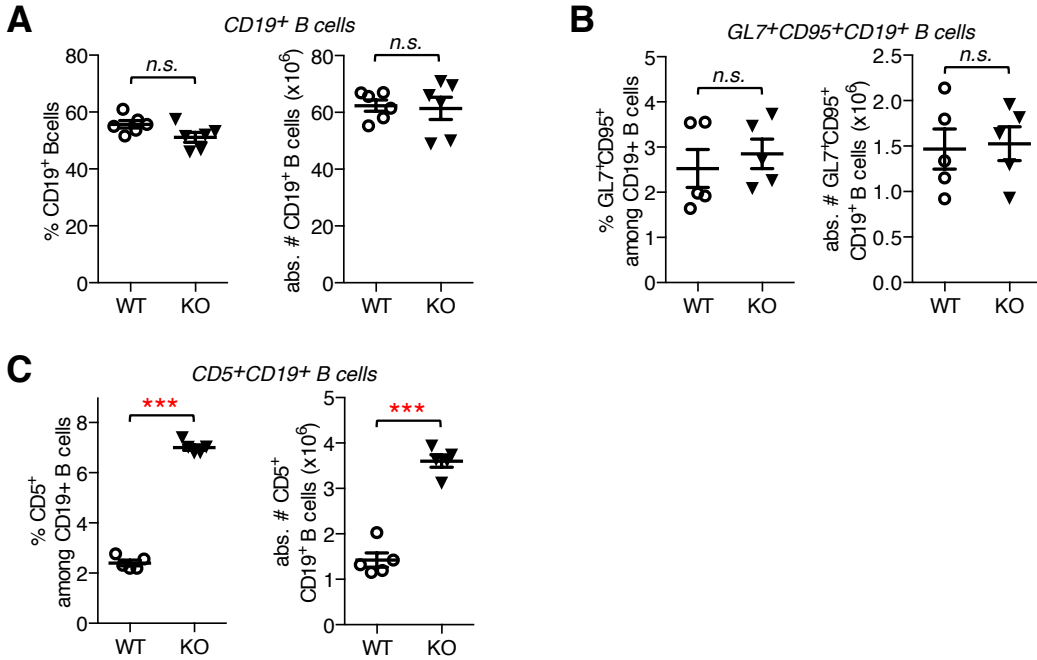 A
CD19+ B cells
% CD19+ Bcells
80
60
40
20
0
n.s.
WT
KO
abs. # CD19+ B cells (x10^6)
80
60
40
20
0
n.s.
WT
KO
B
GL7+CD95+CD19+ B cells
% GL7+CD95+
among CD19+ B cells
5
4
3
2
1
0
n.s.
WT
KO
abs. # GL7+CD95+
CD19+ B cells (x10^6)
2.5
2.0
1.5
1.0
0.5
0.0
n.s.
WT
KO
C
CD5+CD19+ B cells
% CD5+
among CD19+ B cells
8
6
4
2
0
***
WT
KO
abs. # CD5+
CD19+ B cells (x10^6)
5
4
3
2
1
0
***
WT
KO